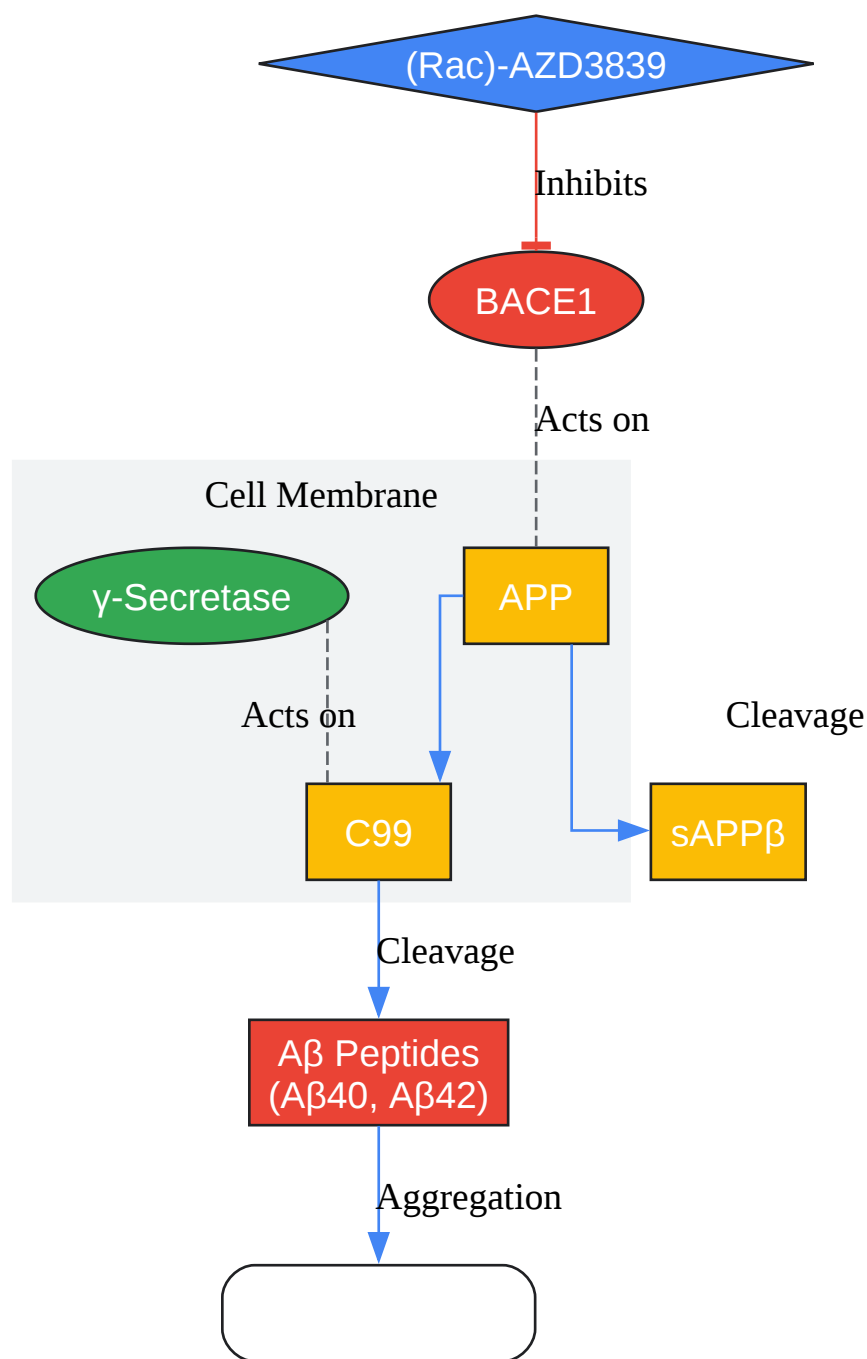 (Rac)-AZD3839
Inhibits
BACE1
Acts on
Cell Membrane
γ-Secretase
APP
Acts on
Cleavage
C99
sAPPβ
Cleavage
Aβ Peptides
(Aβ40, Aβ42)
Aggregation